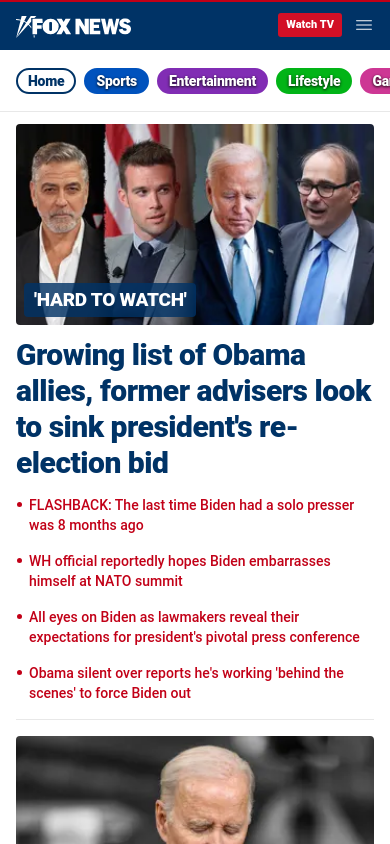 FOX NEWS
Watch TV
Home
Sports
Entertainment
Lifestyle
Ga
'HARD TO WATCH'
Growing list of Obama
allies, former advisers look
to sink president's re-
election bid
• FLASHBACK: The last time Biden had a solo presser
was 8 months ago
• WH official reportedly hopes Biden embarrasses
himself at NATO summit
• All eyes on Biden as lawmakers reveal their
expectations for president's pivotal press conference
• Obama silent over reports he's working 'behind the
scenes' to force Biden out